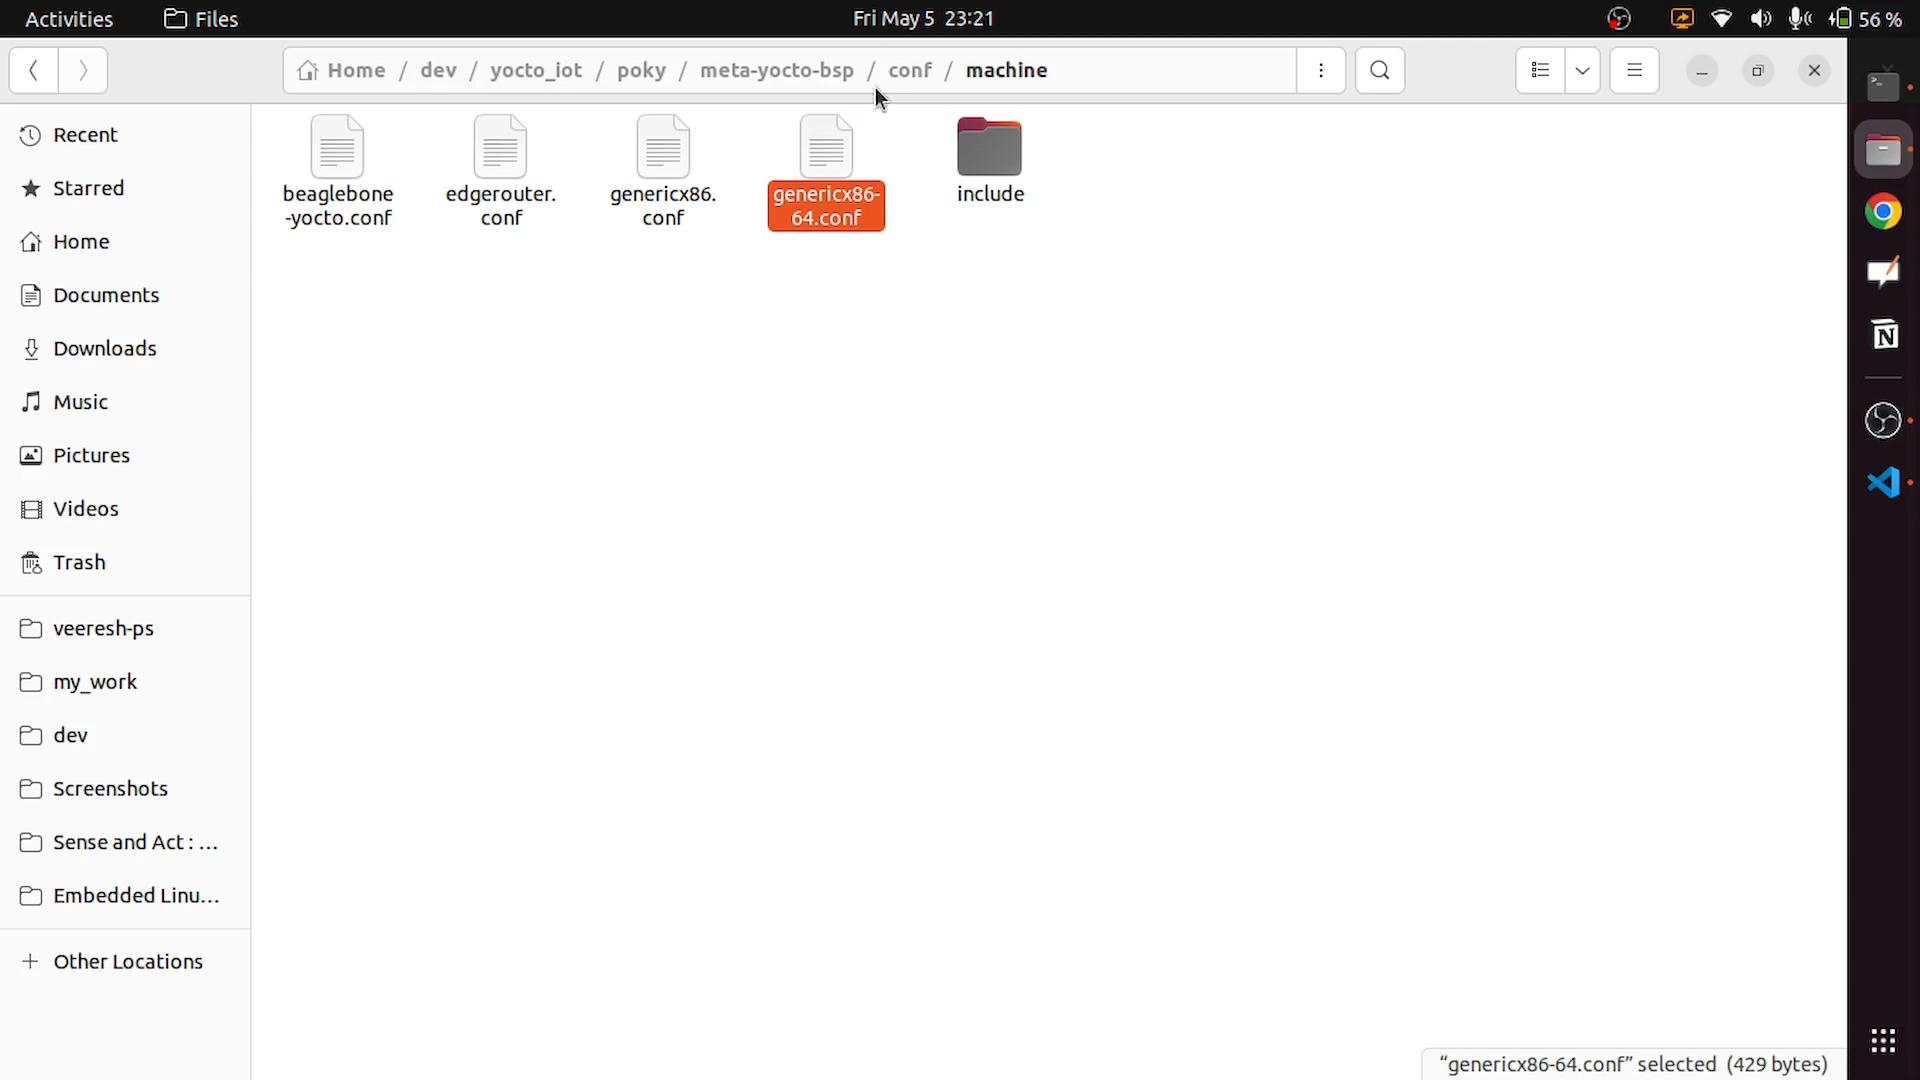 Activities Files Fri May 5 23:21 56 %
Home / dev / yocto_iot / poky / meta-yocto-bsp / conf / machine
Recent
Starred
Home
Documents
Downloads
Music
Pictures
Videos
Trash
veeresh-ps
my_work
dev
Screenshots
Sense and Act : ...
Embedded Linu...
Other Locations
beaglebone
-yocto.conf
edgerouter.
conf
genericx86.
conf
genericx86-
64.conf
include
“genericx86-64.conf” selected (429 bytes)